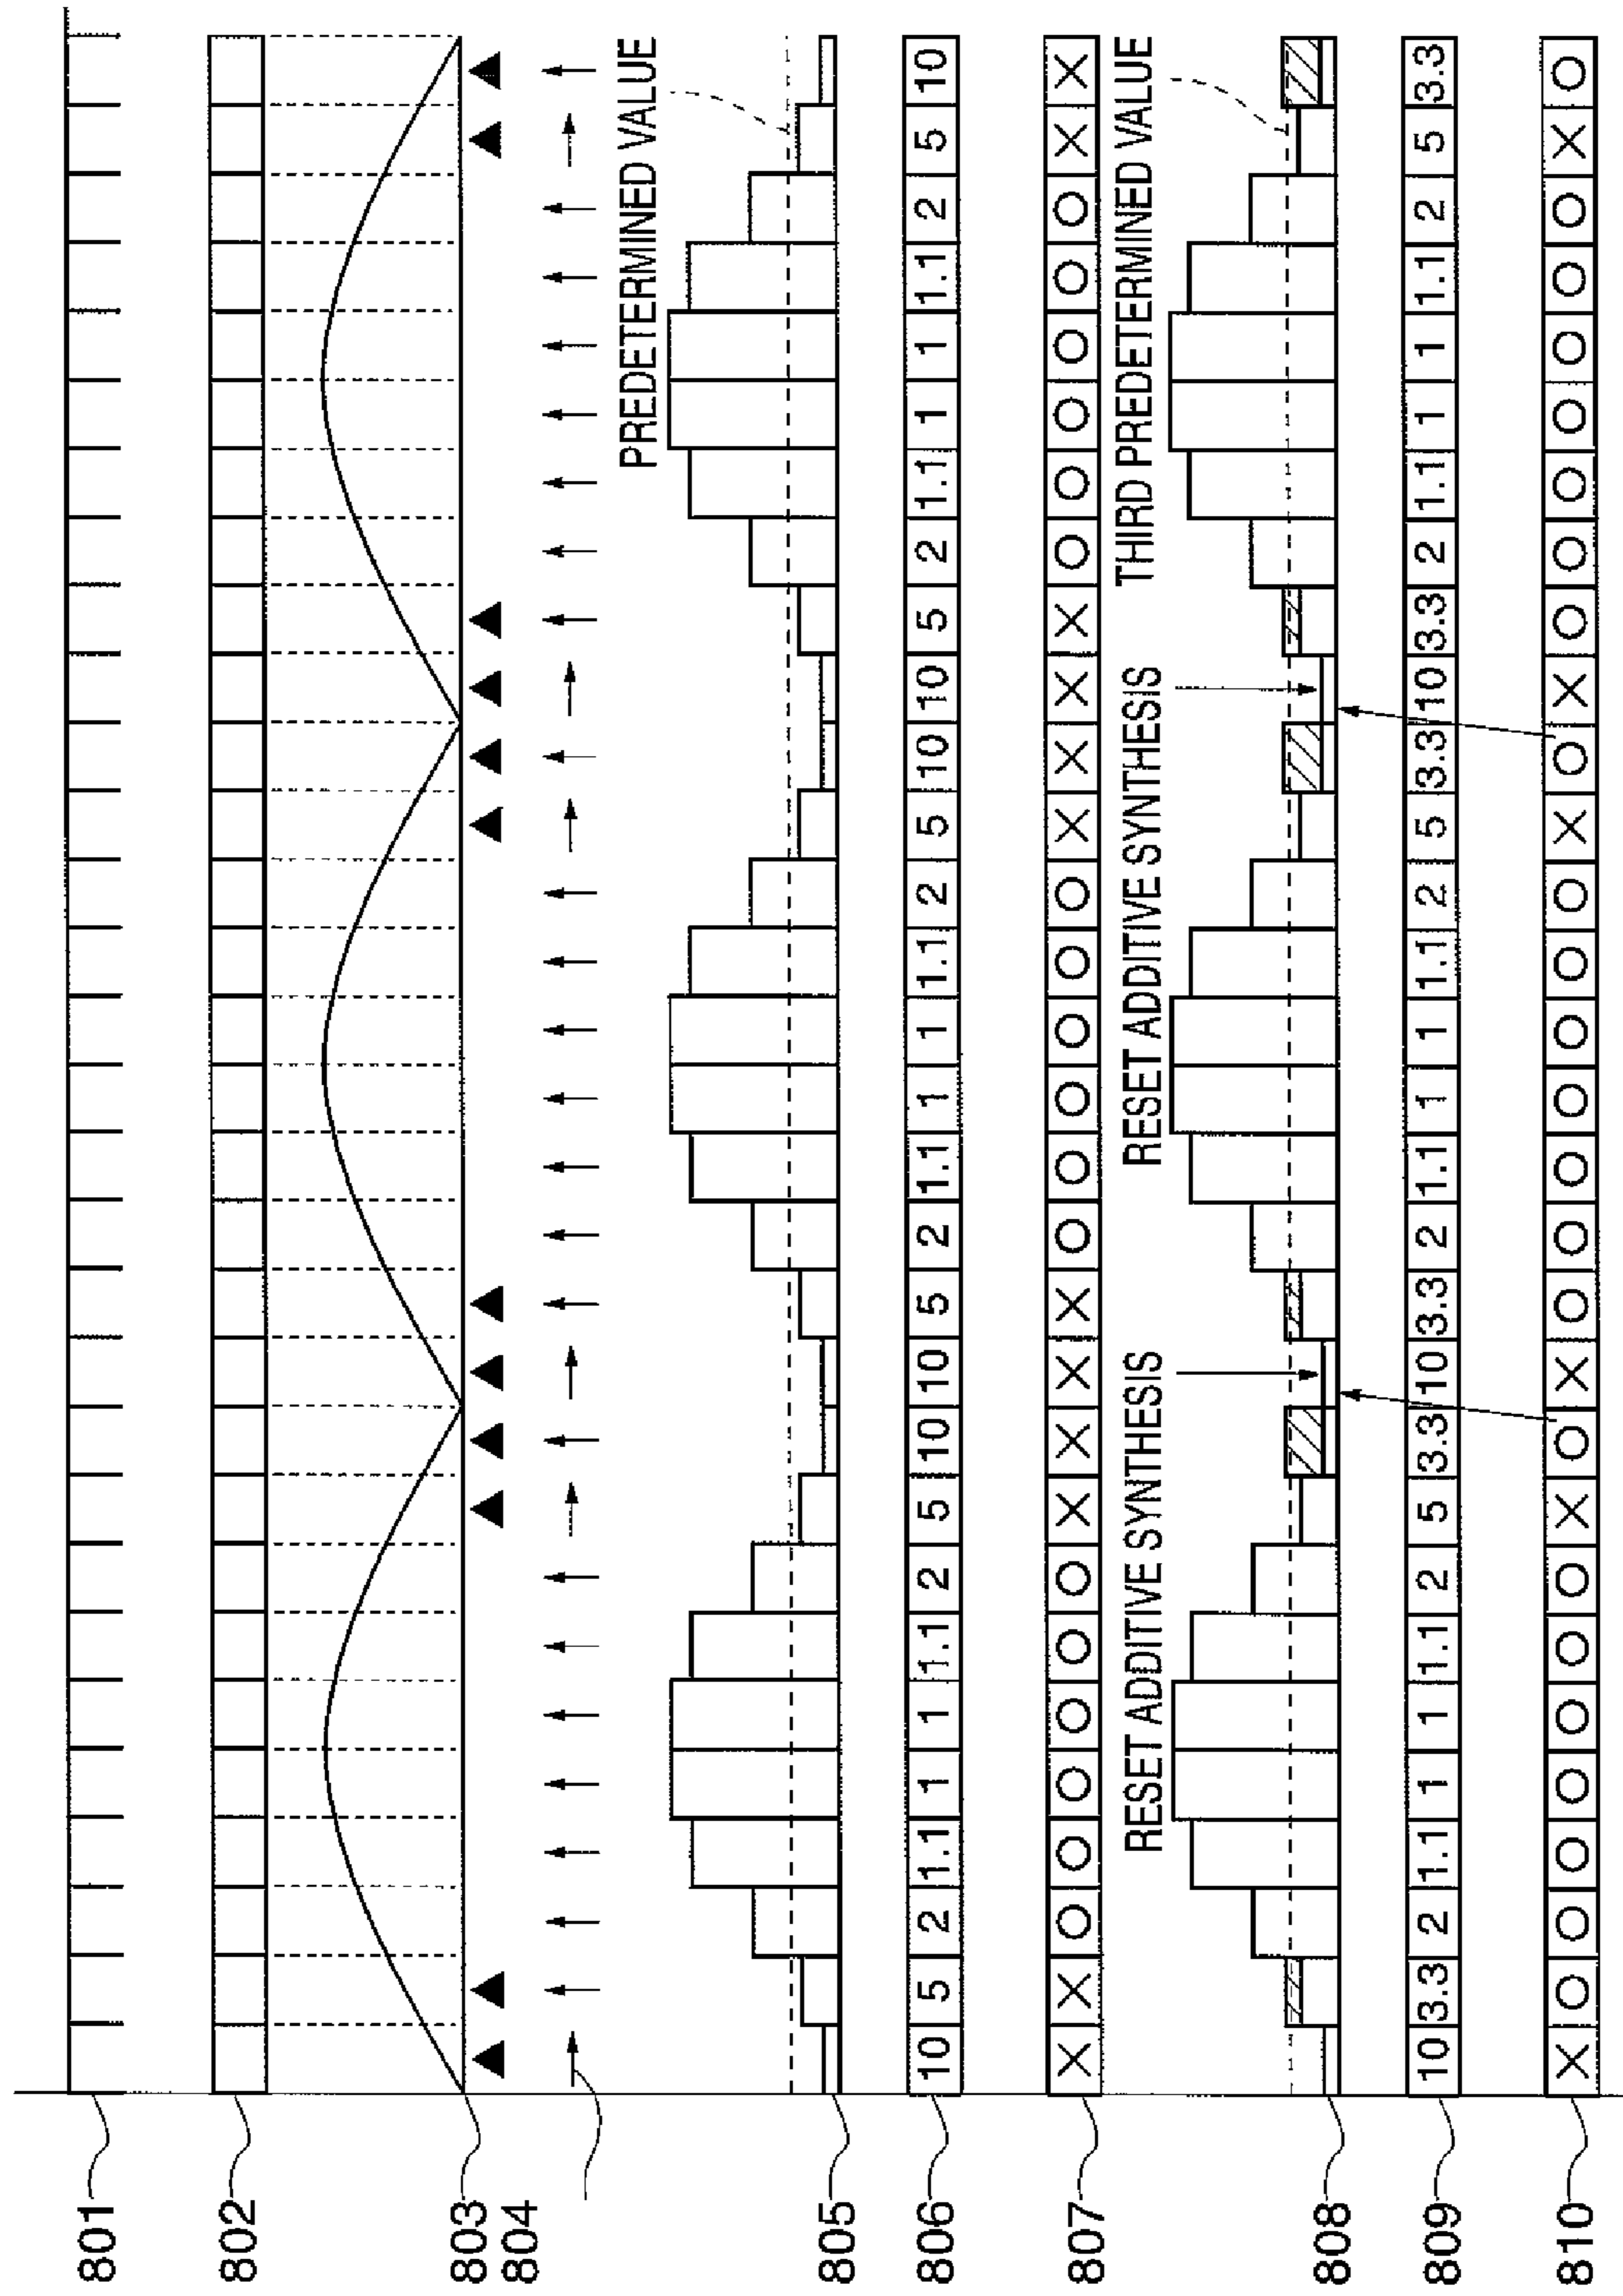 801
802
803
804
PREDETERMINED VALUE
805
806 10 5 2 1.1 1 1 1.1 2 5 10 10 5 2 1.1 1 1 1.1 2 5 10 10 5 2 1.1 1 1 1.1 2 5 10
807 X X O O O O O O X X X X O O O O O O X X X X O O O O O O X X
RESET ADDITIVE SYNTHESIS RESET ADDITIVE SYNTHESIS THIRD PREDETERMINED VALUE
808
809 10 3.3 2 1.1 1 1 1.1 2 5 3.3 10 3.3 2 1.1 1 1 1.1 2 5 3.3 10 3.3 2 1.1 1 1 1.1 2 5 3.3
810 X O O O O O O O X O X O O O O O O O X O X O O O O O O O X O